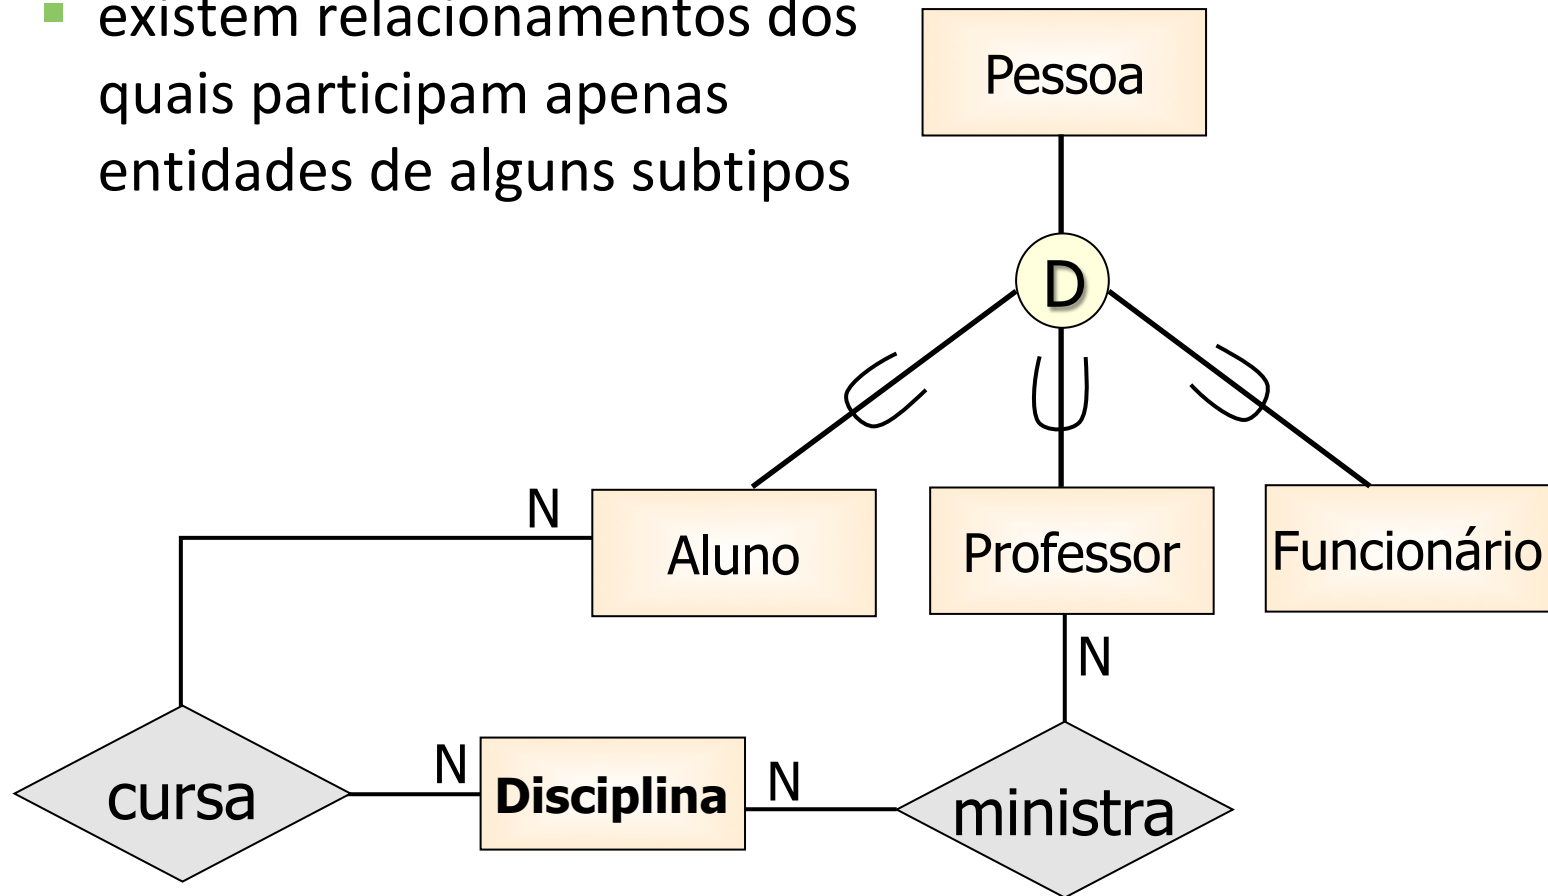 existem relacionamentos dos
quais participam apenas
entidades de alguns subtipos
Pessoa
D
N
Aluno
Professor
Funcionário
N
cursa
N
Disciplina
N
ministra